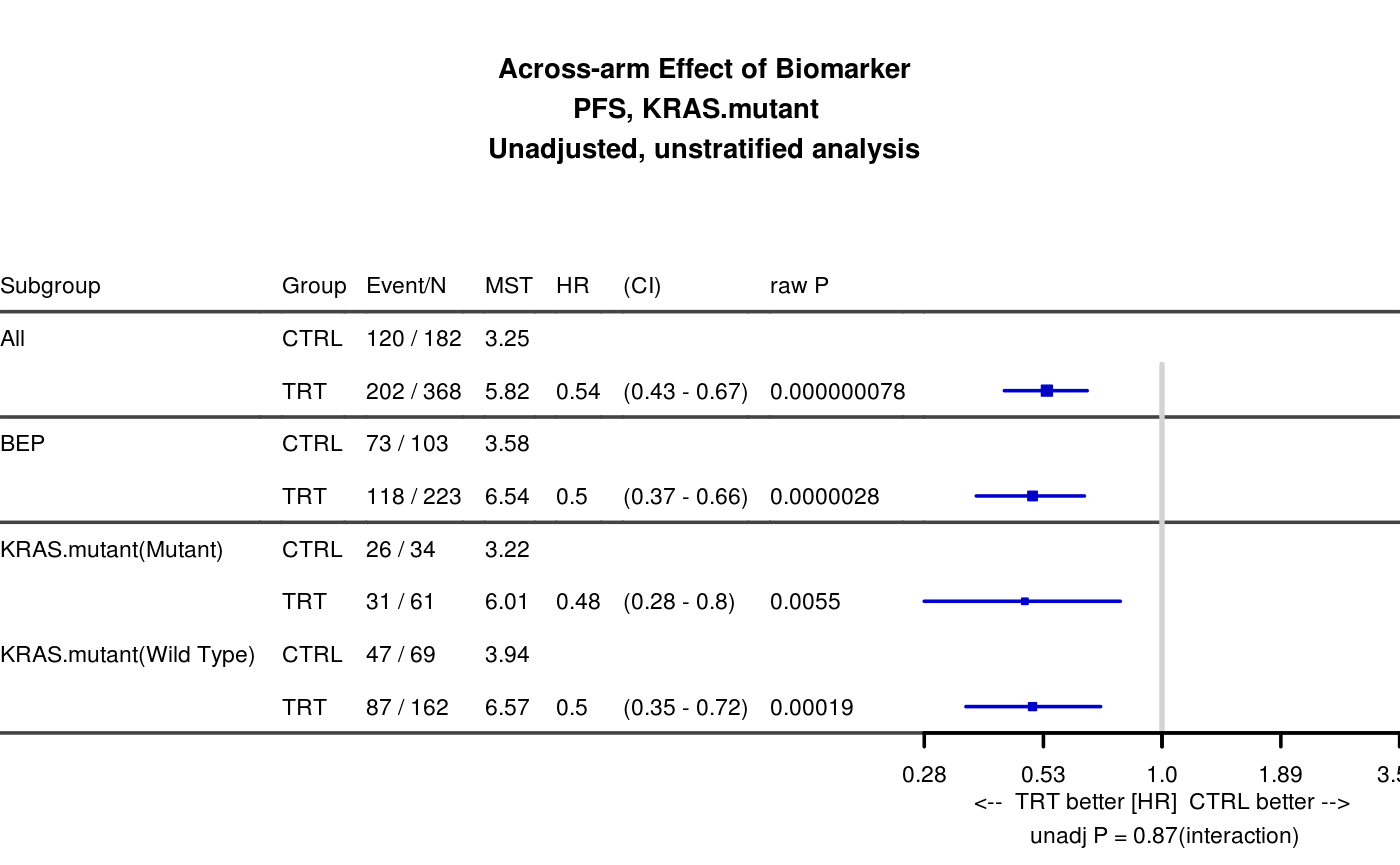 Across-arm Effect of Biomarker
PFS, KRAS.mutant
Unadjusted, unstratified analysis
Subgroup Group Event/N MST HR (CI) raw P
All CTRL 120 / 182 3.25
TRT 202 / 368 5.82 0.54 (0.43 - 0.67) 0.000000078
BEP CTRL 73 / 103 3.58
TRT 118 / 223 6.54 0.5 (0.37 - 0.66) 0.0000028
KRAS.mutant(Mutant) CTRL 26 / 34 3.22
TRT 31 / 61 6.01 0.48 (0.28 - 0.8) 0.0055
KRAS.mutant(Wild Type) CTRL 47 / 69 3.94
TRT 87 / 162 6.57 0.5 (0.35 - 0.72) 0.00019
0.28 0.53 1.0 1.89
<-- TRT better [HR] CTRL better -->
unadj P = 0.87(interaction)